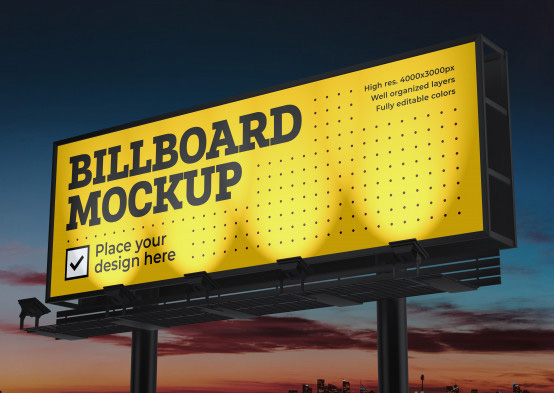 BILLBOARD
MOCKUP
Place your
design here
High res. 4000x3000px
Well organized layers
Fully editable colors